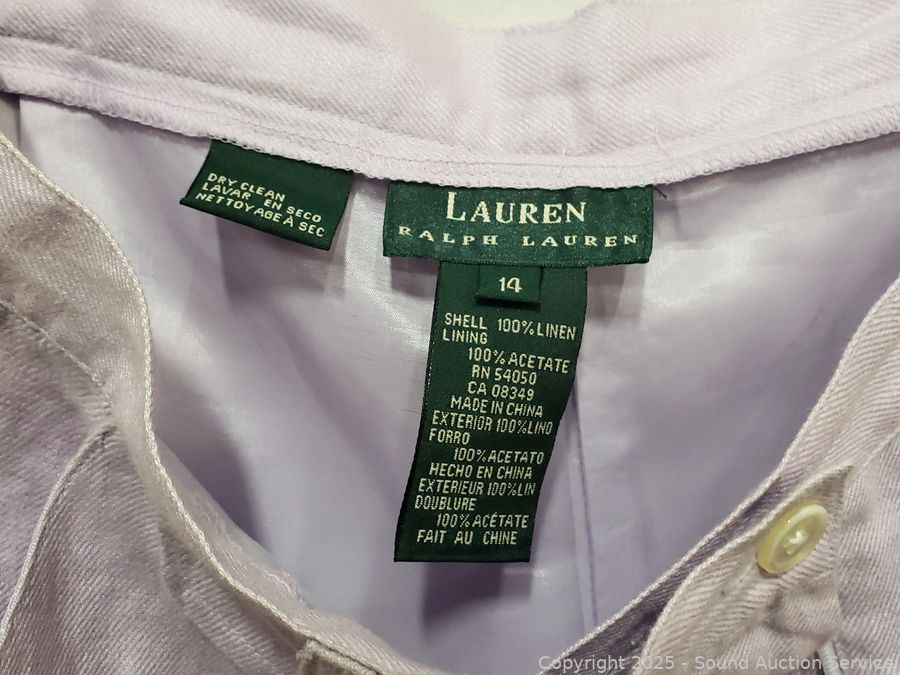 DRY CLEAN
LAVAR EN SECO
NETTOYAGE À SEC
LAUREN
RALPH LAUREN
14
SHELL 100% LINEN
LINING
100% ACETATE
RN 54050
CA 08349
MADE IN CHINA
EXTERIOR 100% LINO
FORRO
100% ACETATO
HECHO EN CHINA
EXTERIEUR 100% LIN
DOUBLURE
100% ACÉTATE
FAIT AU CHINE
Copyright 2025 - Sound Auction Service